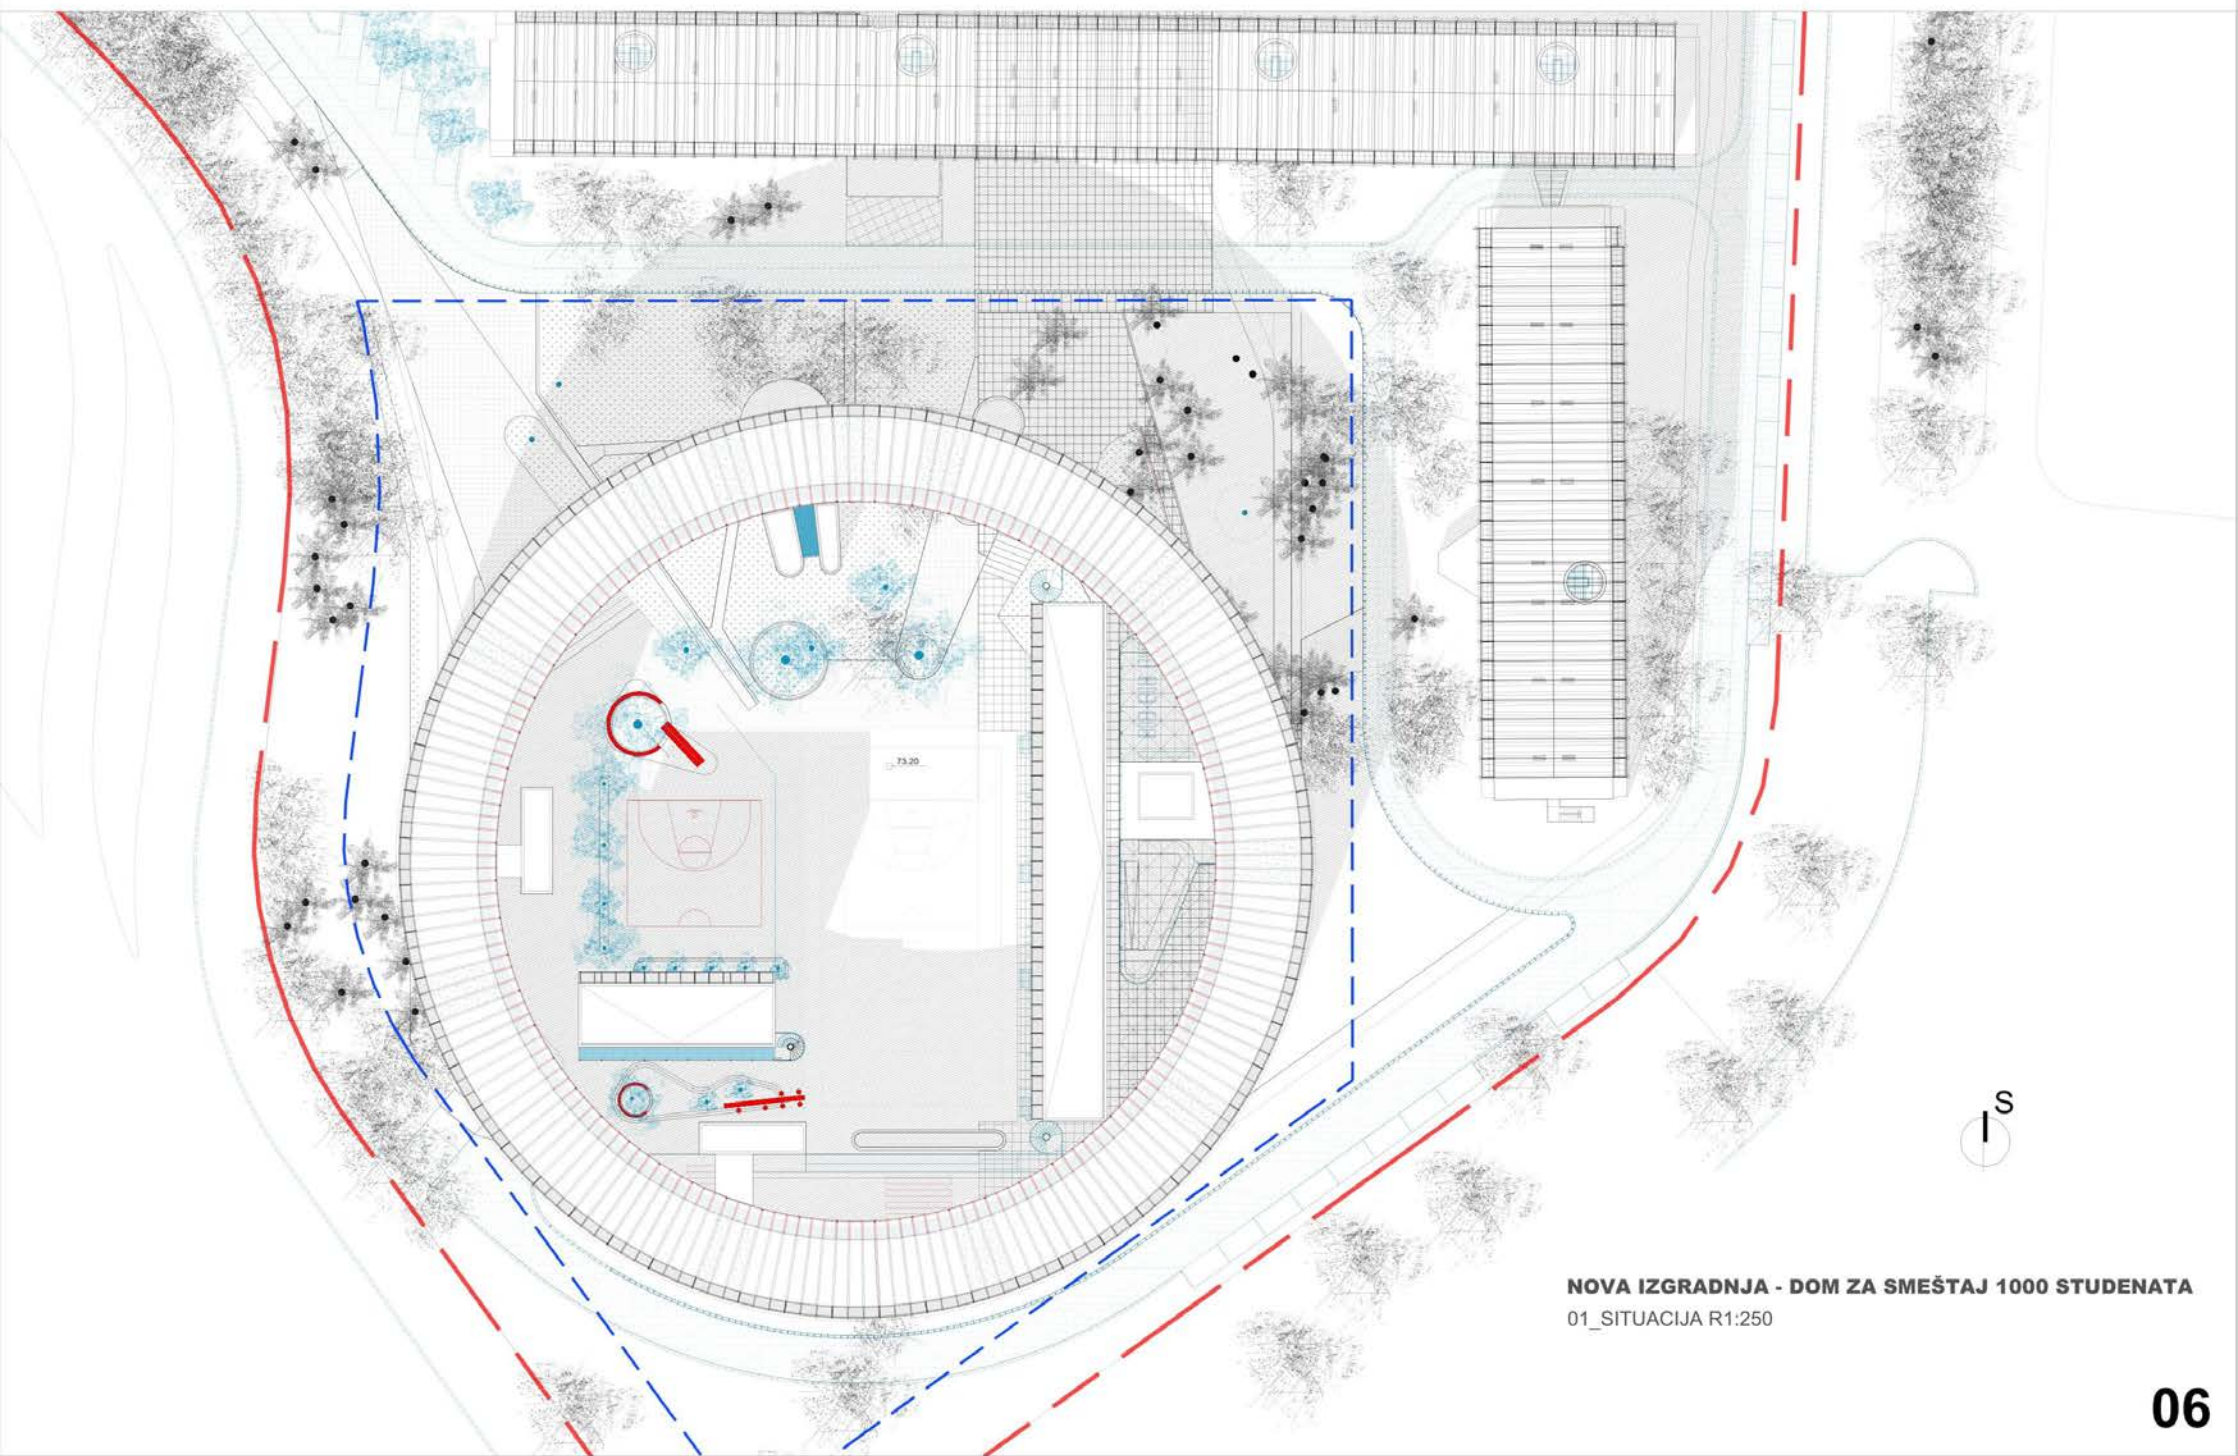 73.20
S
NOVA IZGRADNJA - DOM ZA SMEŠTAJ 1000 STUDENATA
01_SITUACIJA R1:250
06